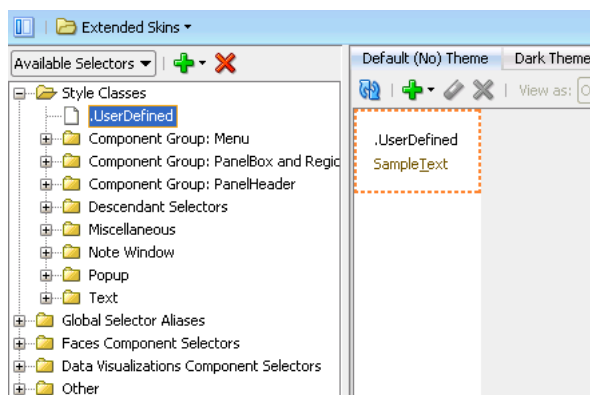 Extended Skins
Available Selectors
Style Classes
.UserDefined
Component Group: Menu
Component Group: PanelBox and Regio
Component Group: PanelHeader
Descendant Selectors
Miscellaneous
Note Window
Popup
Text
Global Selector Aliases
Faces Component Selectors
Data Visualizations Component Selectors
Other
Default (No) Theme Dark Theme
View as: O
.UserDefined
SampleText